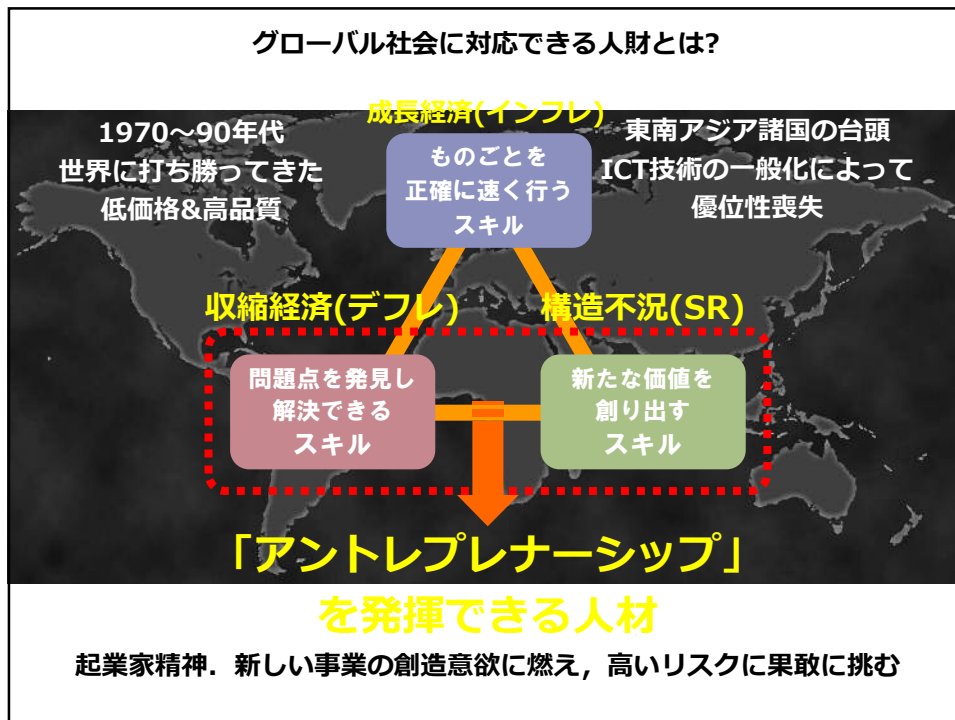 グローバル社会に対応できる人財とは?
成長経済(インフレ)
1970～90年代
世界に打ち勝ってきた
低価格&高品質
ものごとを
正確に速く行う
スキル
東南アジア諸国の台頭
ICT技術の一般化によって
優位性喪失
収縮経済(デフレ)
構造不況(SR)
問題点を発見し
解決できる
スキル
新たな価値を
創り出す
スキル
「アントレプレナーシップ」
を発揮できる人材
起業家精神．新しい事業の創造意欲に燃え，高いリスクに果敢に挑む